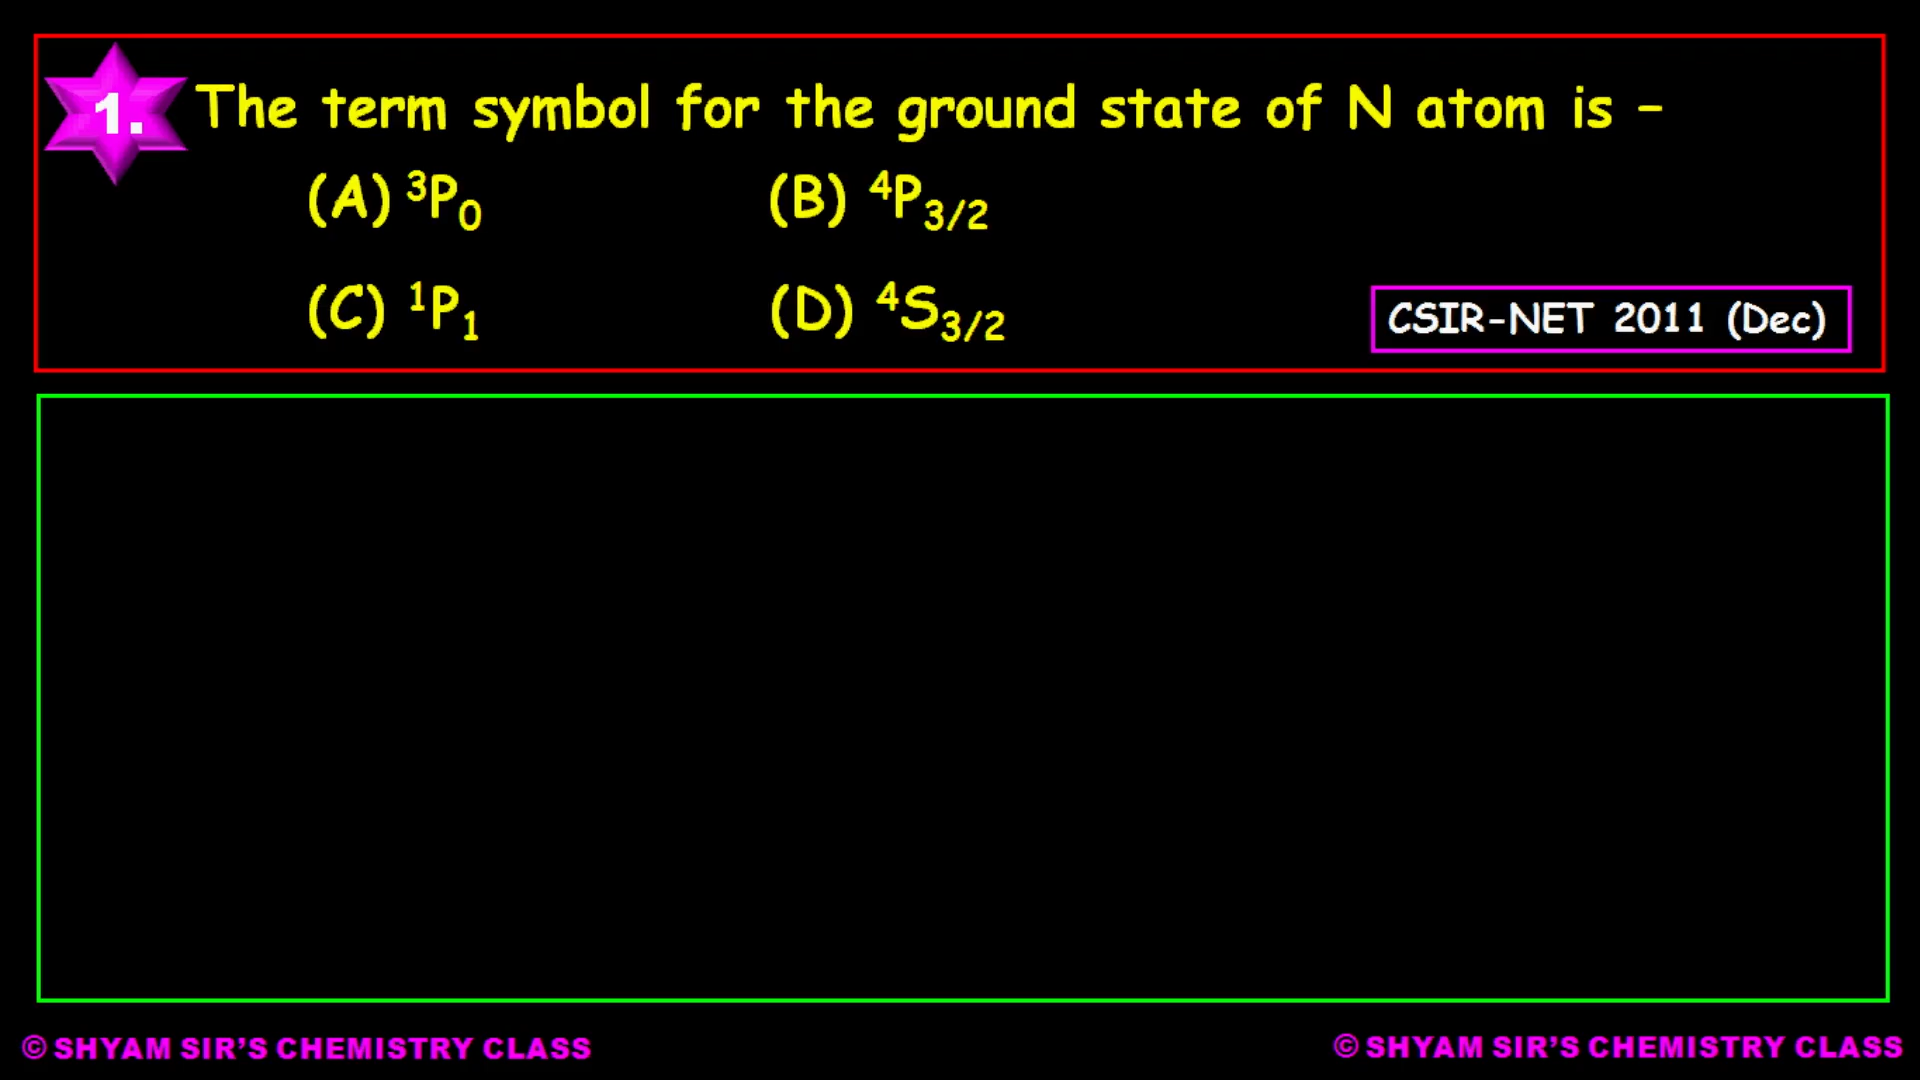 1. The term symbol for the ground state of N atom is –
(A) ³P₀ (B) ⁴P₃/₂
(C) ¹P₁ (D) ⁴S₃/₂
CSIR-NET 2011 (Dec)
© SHYAM SIR’S CHEMISTRY CLASS
© SHYAM SIR’S CHEMISTRY CLASS